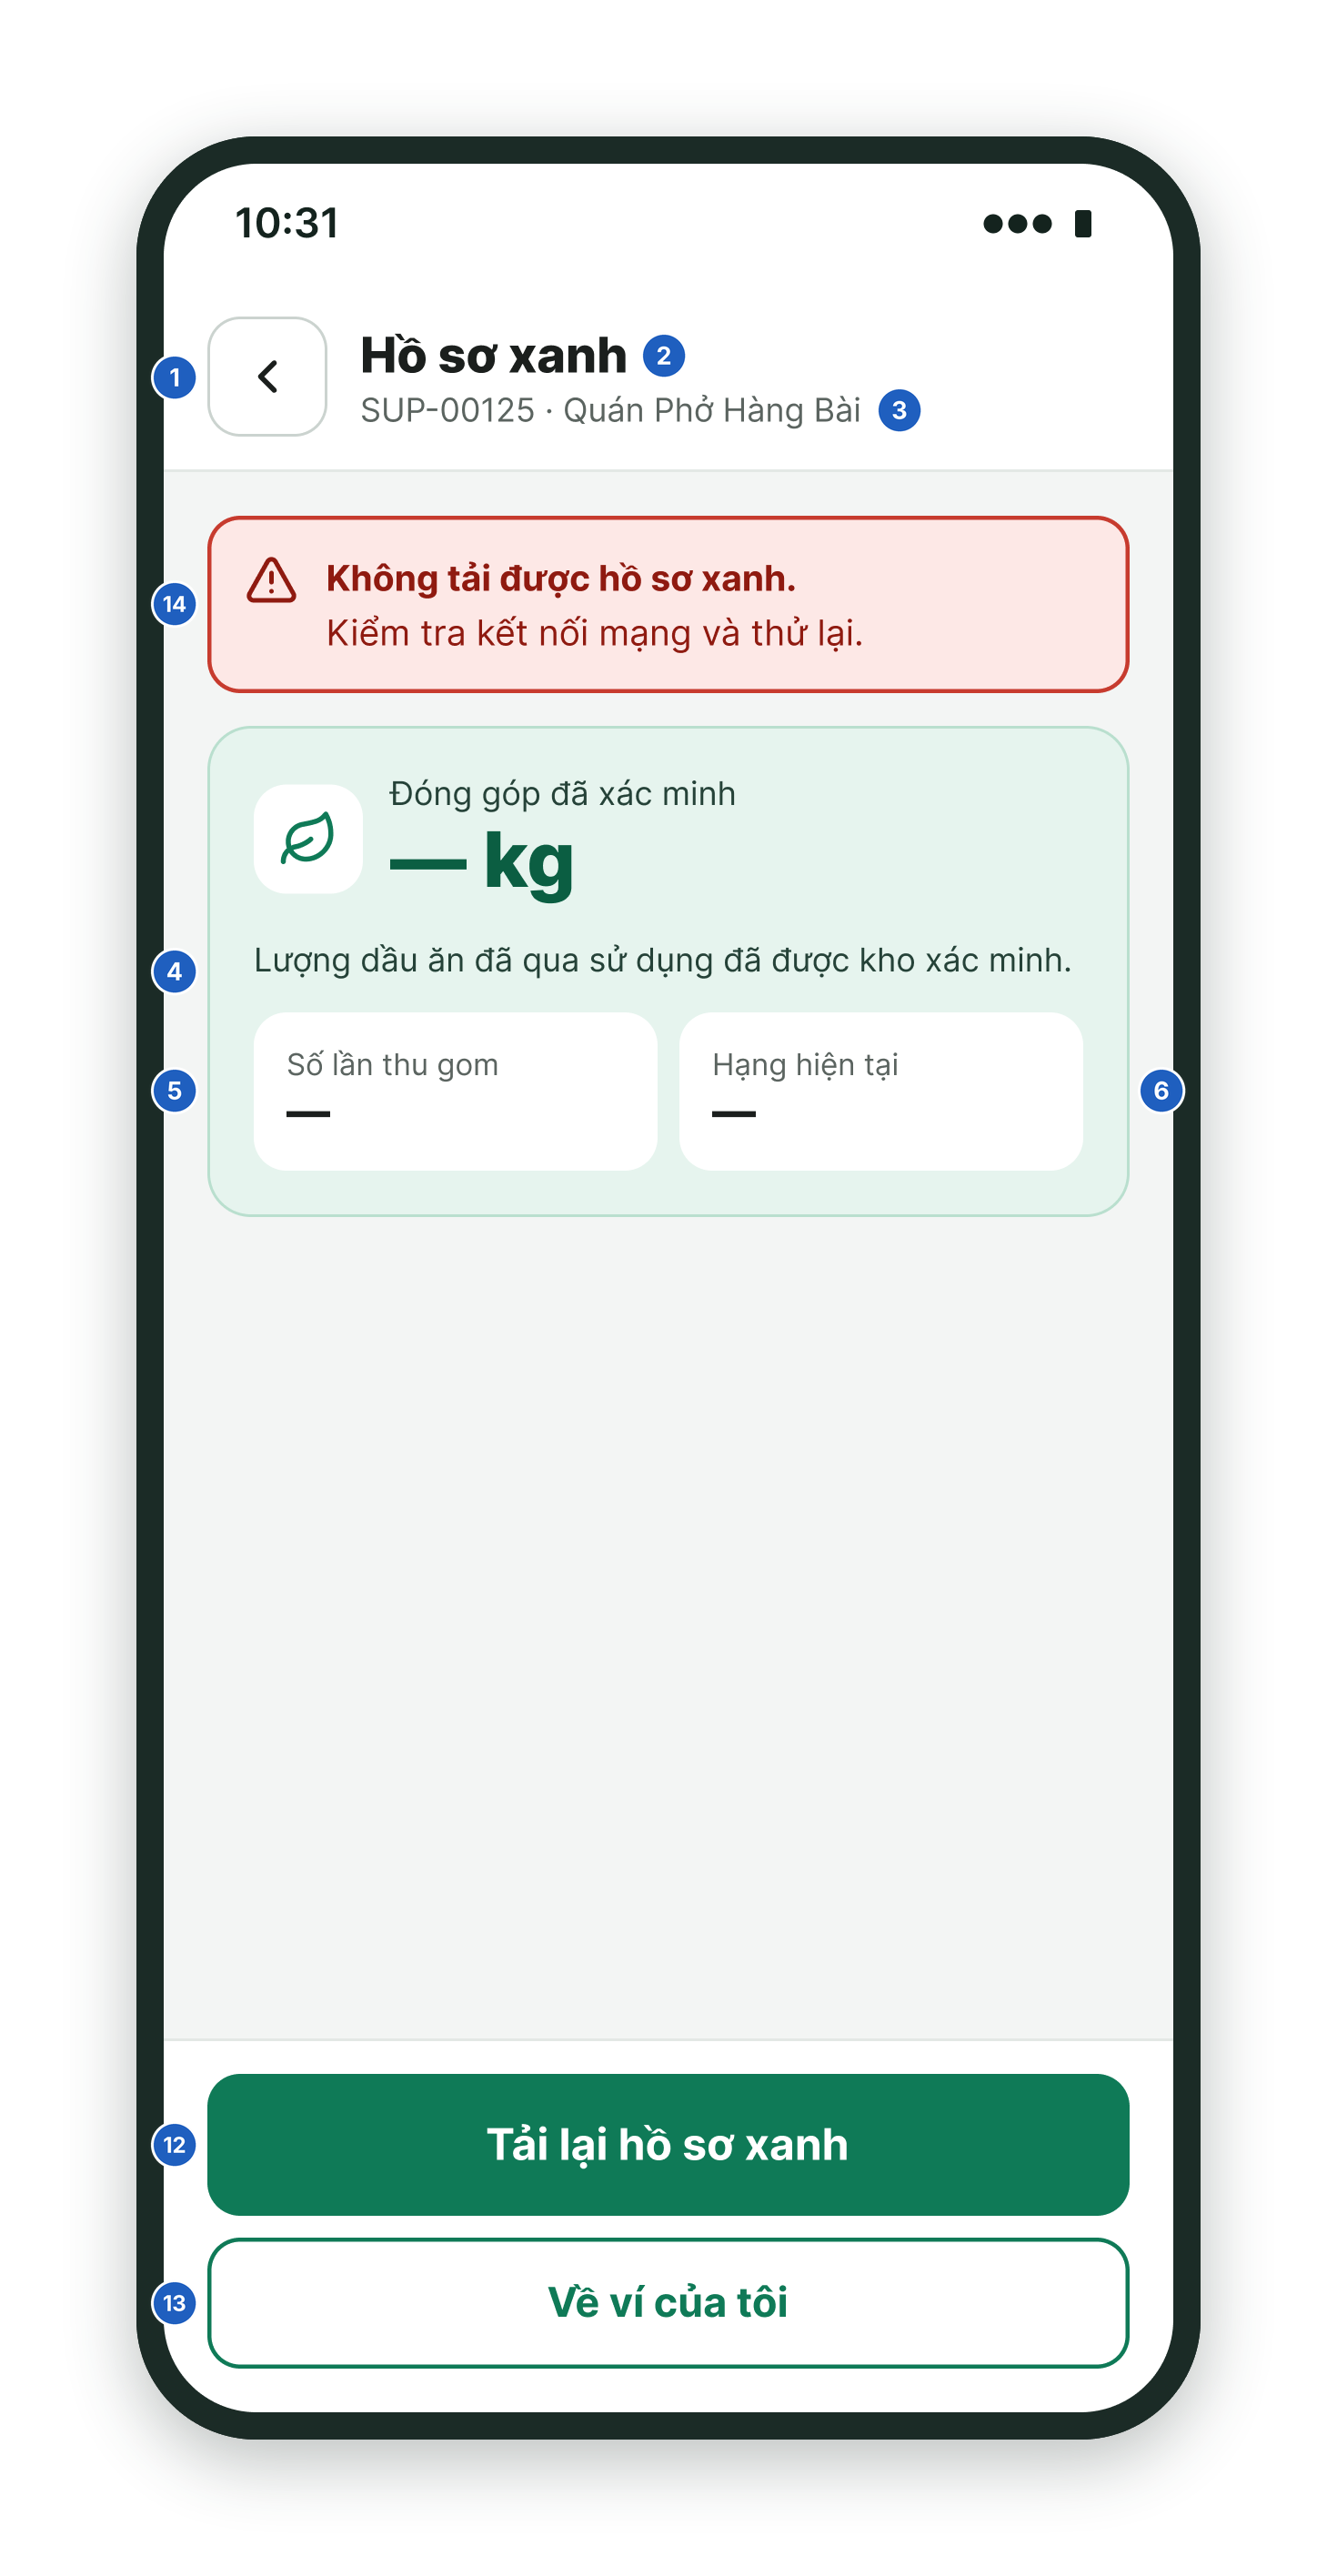 10:31
1
Hồ sơ xanh 2
SUP-00125 · Quán Phở Hàng Bài 3
14
Không tải được hồ sơ xanh.
Kiểm tra kết nối mạng và thử lại.
Đóng góp đã xác minh
— kg
4
Lượng dầu ăn đã qua sử dụng đã được kho xác minh.
5
Số lần thu gom
—
Hạng hiện tại
—
6
12
Tải lại hồ sơ xanh
13
Về ví của tôi